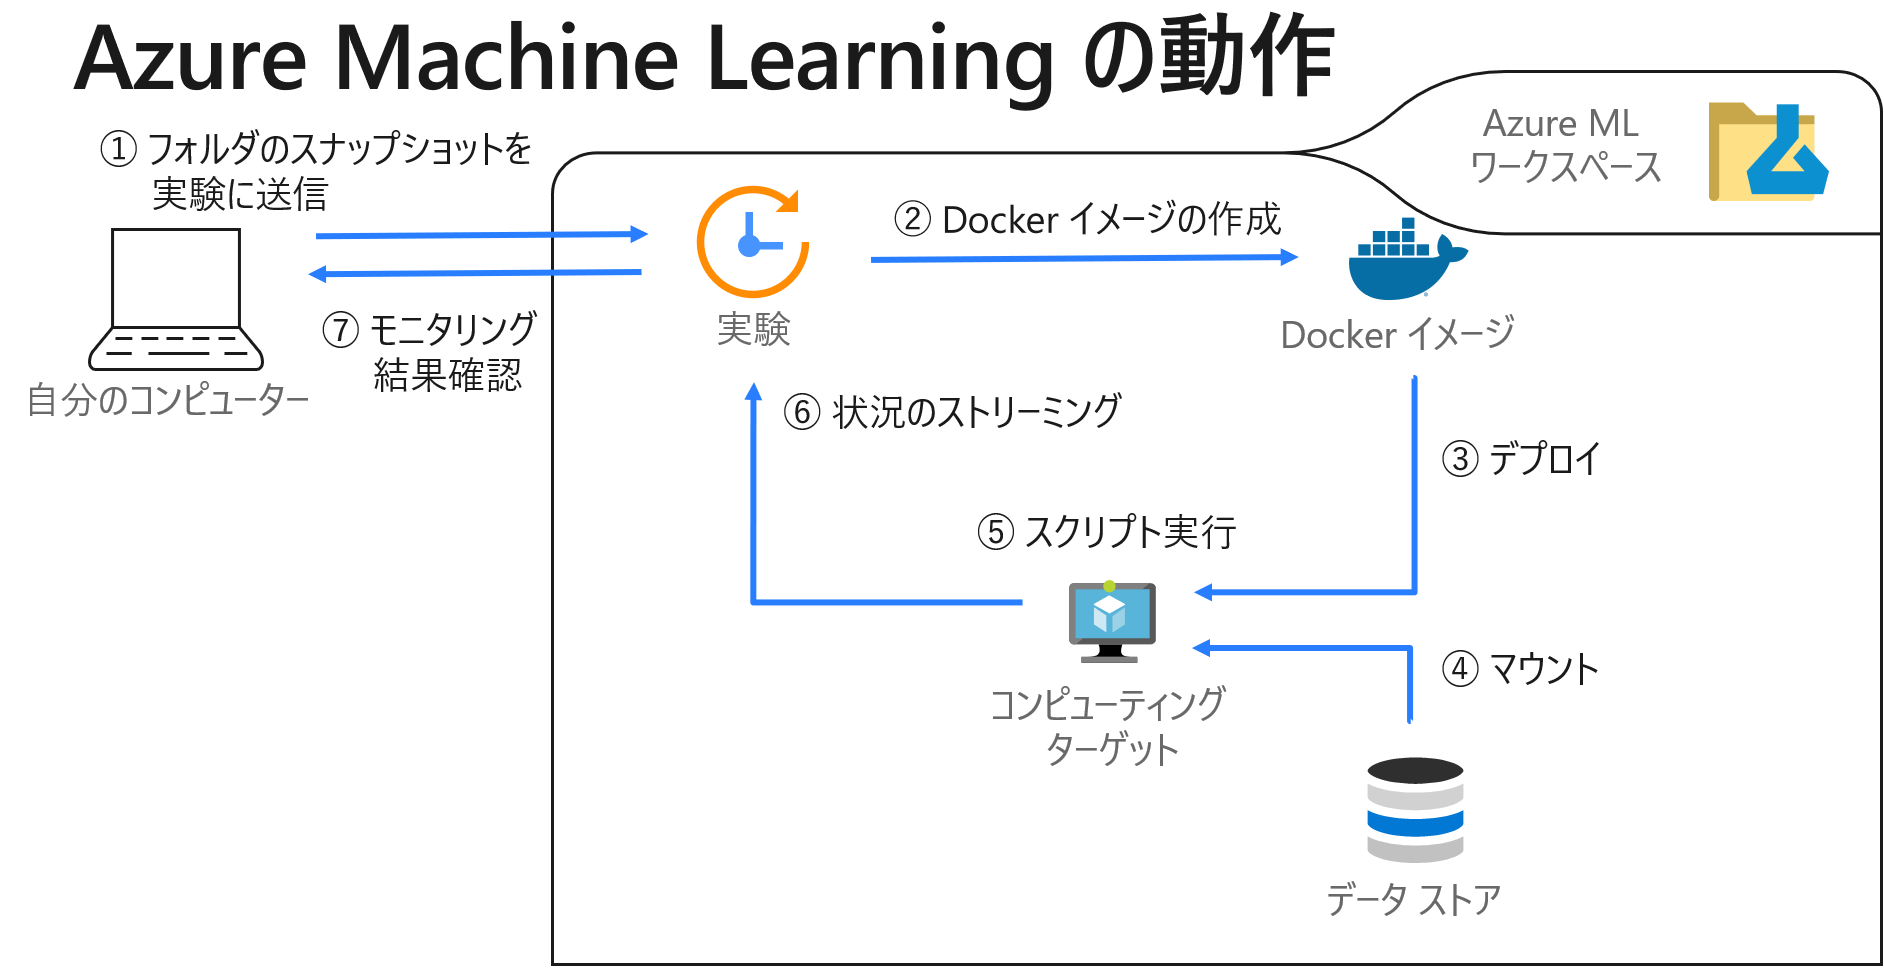 Azure Machine Learning の動作
① フォルダのスナップショットを
実験に送信
Azure ML
ワークスペース
② Docker イメージの作成
⑦ モニタリング
結果確認
実験
Docker イメージ
自分のコンピューター
⑥ 状況のストリーミング
③ デプロイ
⑤ スクリプト実行
④ マウント
コンピューティング
ターゲット
データ ストア